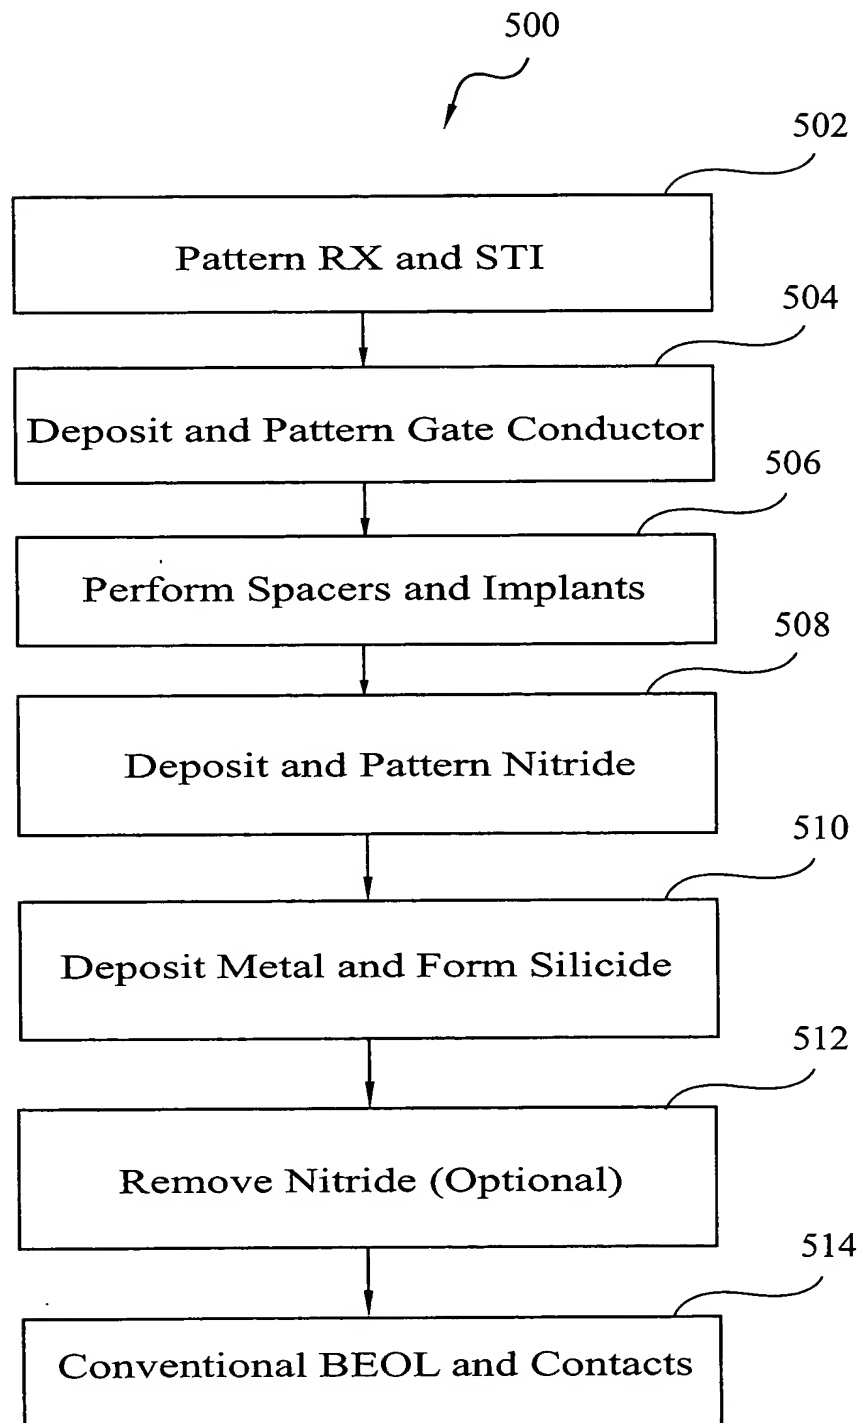 500
502
Pattern RX and STI
504
Deposit and Pattern Gate Conductor
506
Perform Spacers and Implants
508
Deposit and Pattern Nitride
510
Deposit Metal and Form Silicide
512
Remove Nitride (Optional)
514
Conventional BEOL and Contacts